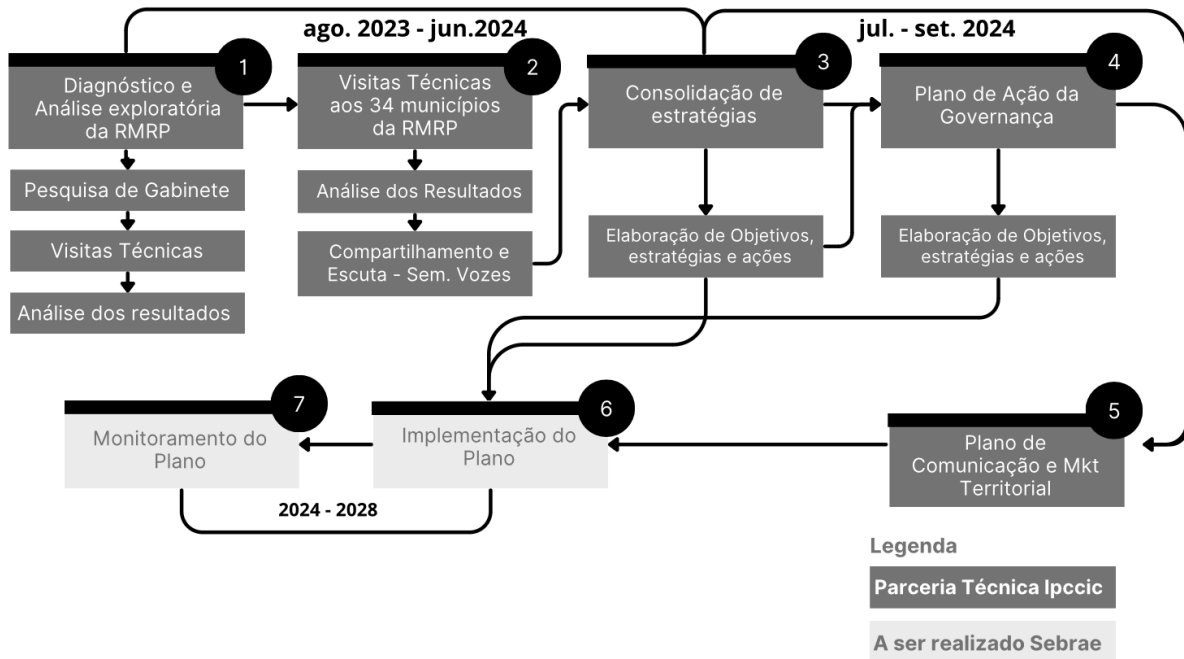 ago. 2023 - jun.2024
jul. - set. 2024
1
Diagnóstico e
Análise exploratória
da RMRP
Pesquisa de Gabinete
Visitas Técnicas
Análise dos resultados
2
Visitas Técnicas
aos 34 municípios
da RMRP
Análise dos Resultados
Compartilhamento e
Escuta - Sem. Vozes
3
Consolidação de
estratégias
Elaboração de Objetivos,
estratégias e ações
4
Plano de Ação da
Governança
Elaboração de Objetivos,
estratégias e ações
7
Monitoramento do
Plano
6
Implementação do
Plano
5
Plano de
Comunicação e Mkt
Territorial
2024 - 2028
Legenda
Parceria Técnica Ipccic
A ser realizado Sebrae